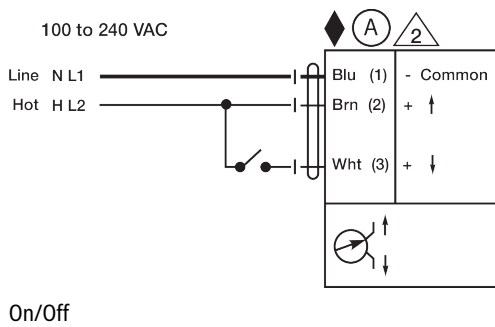 100 to 240 VAC
A
2
Line N L1
Blu (1) - Common
Hot H L2
Brn (2) +
Wht (3) +
On/Off